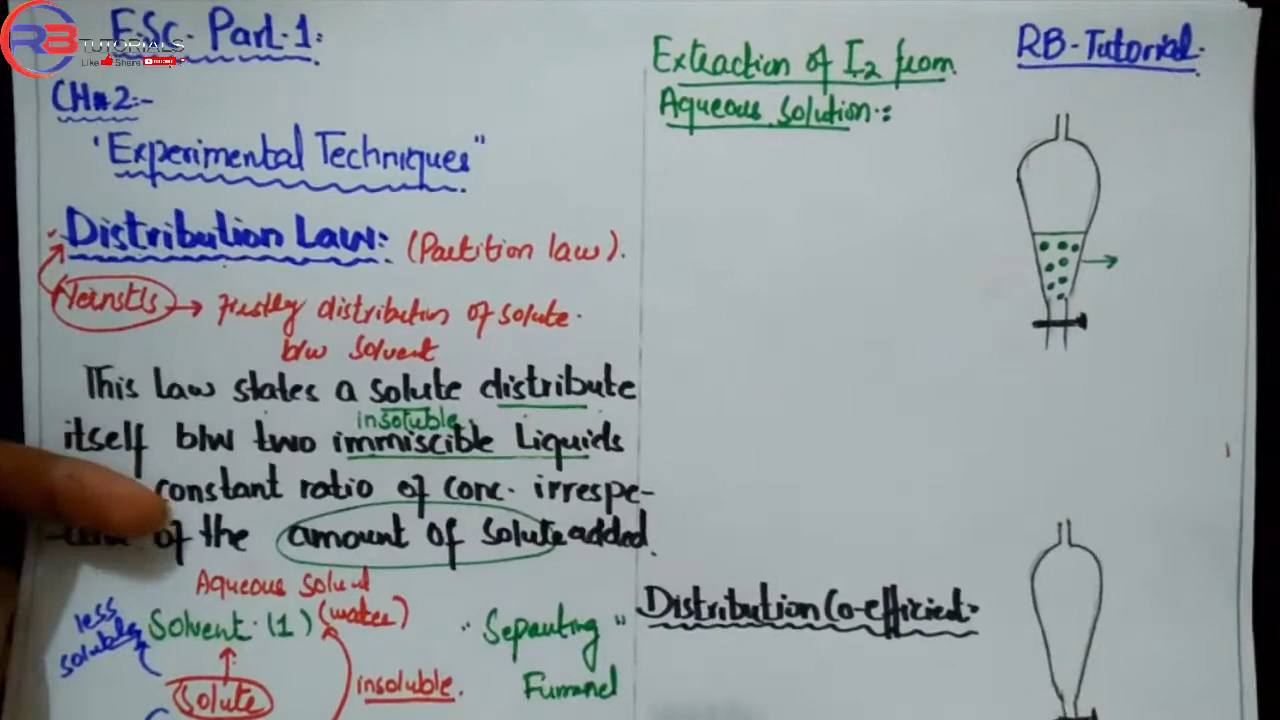 RB
TUTORIALS
Like Share
F.SC- Part-1:
CH#2:-
"Experimental Techniques"
Distribution Law: (Partition law).
distribution of solute.
b/w solvent
This Law states a solute distribute
insoluble
itself b/w two immiscible Liquids
constant ratio of conc. irrespe-
of the amount of solute added.
Aqueous solvent
less
soluble
Solvent (1) (water)
solute
insoluble.
"Separating"
Funnel
Extraction of I2 from
Aqueous solution:
RB-Tutorial.
Distribution Co-efficient: